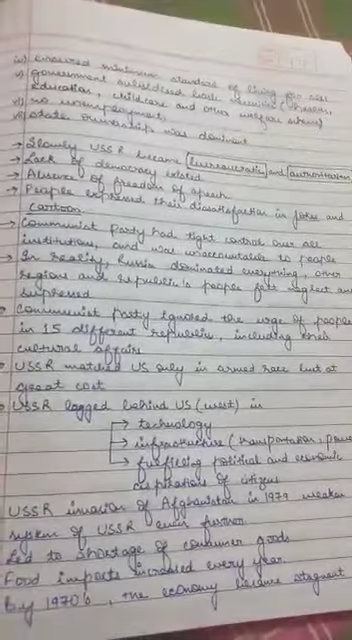 iv) ensured minimum standard of living for all
v) government subsidised basic services (health,
education, childcare and other welfare schemes)
vi) no unemployment
vii) state ownership was dominant
→ Slowly USSR became bureaucratic and authoritarian
→ Lack of democracy existed
→ Absence of freedom of speech
→ People expressed their dissatisfaction in jokes and
cartoon
→ Communist Party had tight control over all
institutions, and was unaccountable to people
→ In reality, Russia dominated everything, other
regions and republic's people felt neglect and
suppressed
→ Communist party ignored the urge of people
in 15 different republic, including their
cultural affairs
→ USSR matched US only in armed race but at
great cost
→ USSR lagged behind US (west) in
→ technology
→ infrastructure (transportation, power
→ fulfilling political and economic
aspiration of citizens
USSR invasion of Afghanistan in 1979 weaken
system of USSR even further
Led to shortage of consumer goods
Food imports increased every year
By 1970's, the economy became stagnant